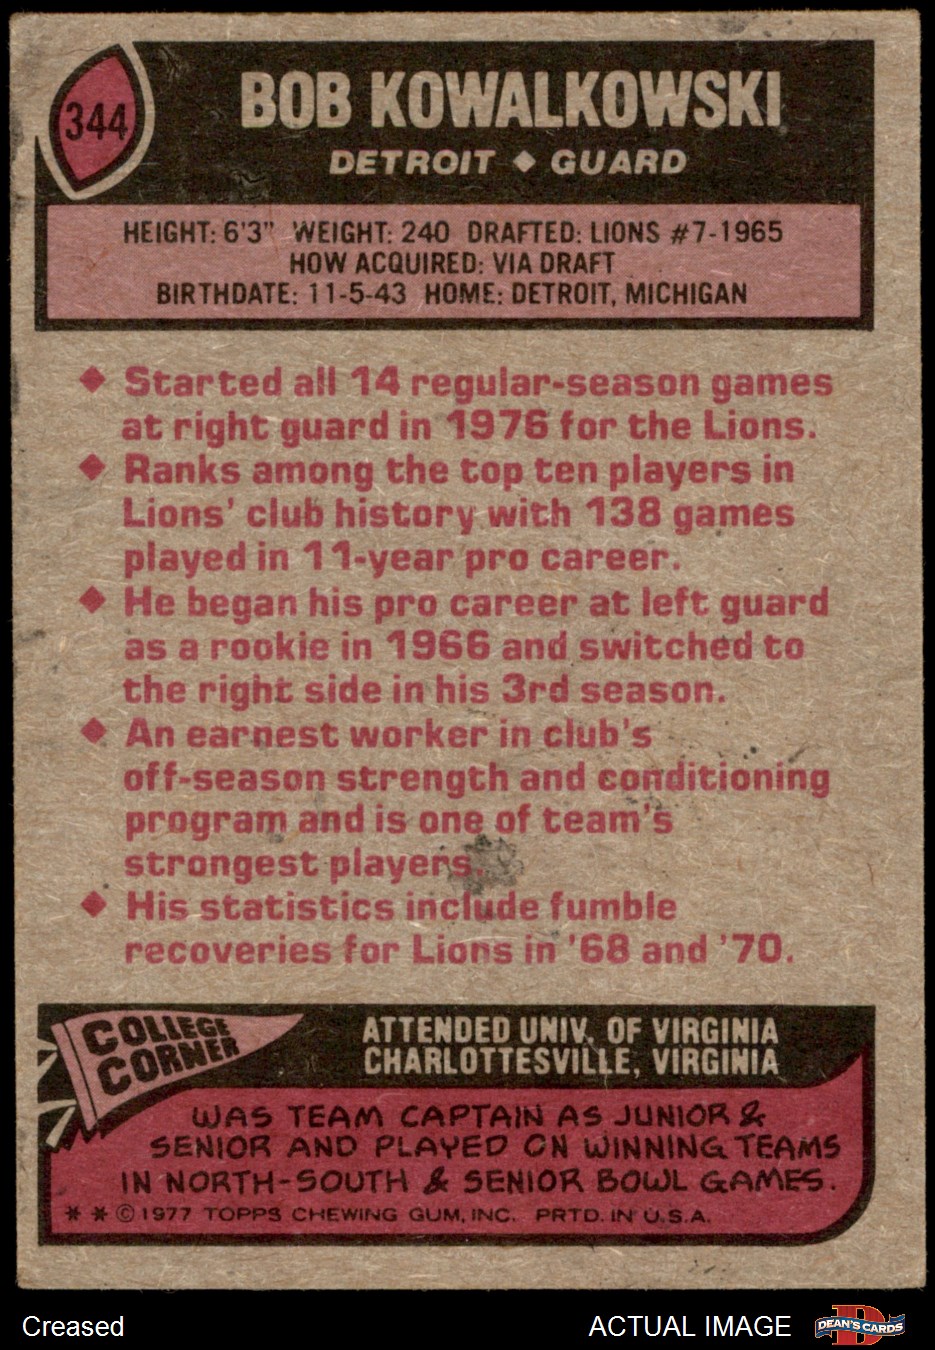 344
BOB KOWALKOWSKI
DETROIT ◆ GUARD
HEIGHT: 6'3" WEIGHT: 240 DRAFTED: LIONS #7-1965
HOW ACQUIRED: VIA DRAFT
BIRTHDATE: 11-5-43 HOME: DETROIT, MICHIGAN
◆ Started all 14 regular-season games
at right guard in 1976 for the Lions.
◆ Ranks among the top ten players in
Lions' club history with 138 games
played in 11-year pro career.
◆ He began his pro career at left guard
as a rookie in 1966 and switched to
the right side in his 3rd season.
◆ An earnest worker in club's
off-season strength and conditioning
program and is one of team's
strongest players.
◆ His statistics include fumble
recoveries for Lions in '68 and '70.
COLLEGE
CORNER
ATTENDED UNIV. OF VIRGINIA
CHARLOTTESVILLE, VIRGINIA
WAS TEAM CAPTAIN AS JUNIOR &
SENIOR AND PLAYED ON WINNING TEAMS
IN NORTH-SOUTH & SENIOR BOWL GAMES.
* * © 1977 TOPPS CHEWING GUM, INC. PRTD. IN U.S.A.
Creased
ACTUAL IMAGE
D
DEAN'S CARDS